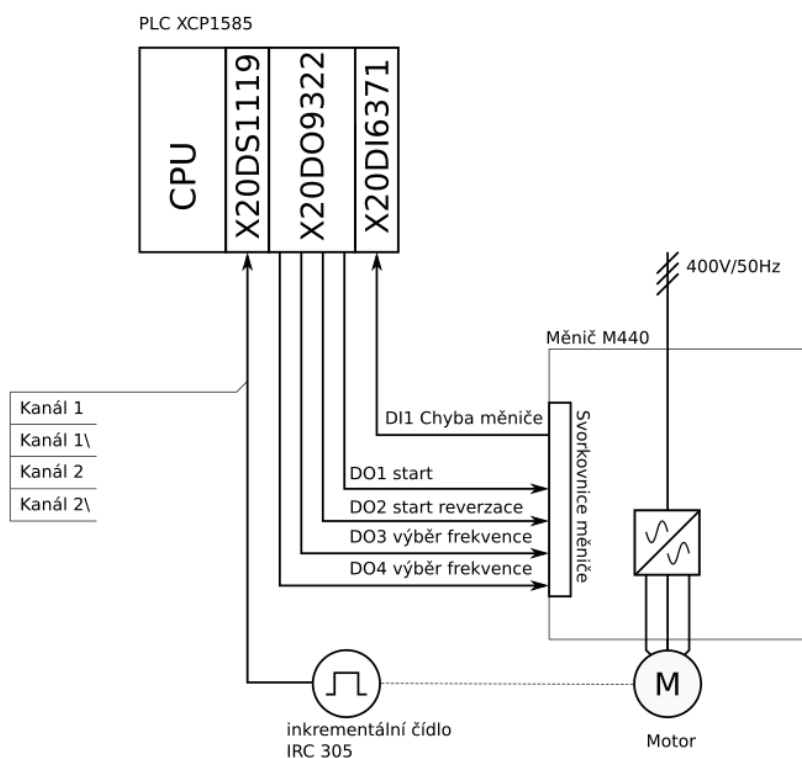 PLC XCP1585
CPU
X20DS1119
X20DO9322
X20DI6371
400V/50Hz
Měnič M440
Kanál 1
Kanál 1\
Kanál 2
Kanál 2\
DI1 Chyba měniče
DO1 start
DO2 start reverzace
DO3 výběr frekvence
DO4 výběr frekvence
Svorkovnice měniče
M
inkrementální čídlo
IRC 305
Motor